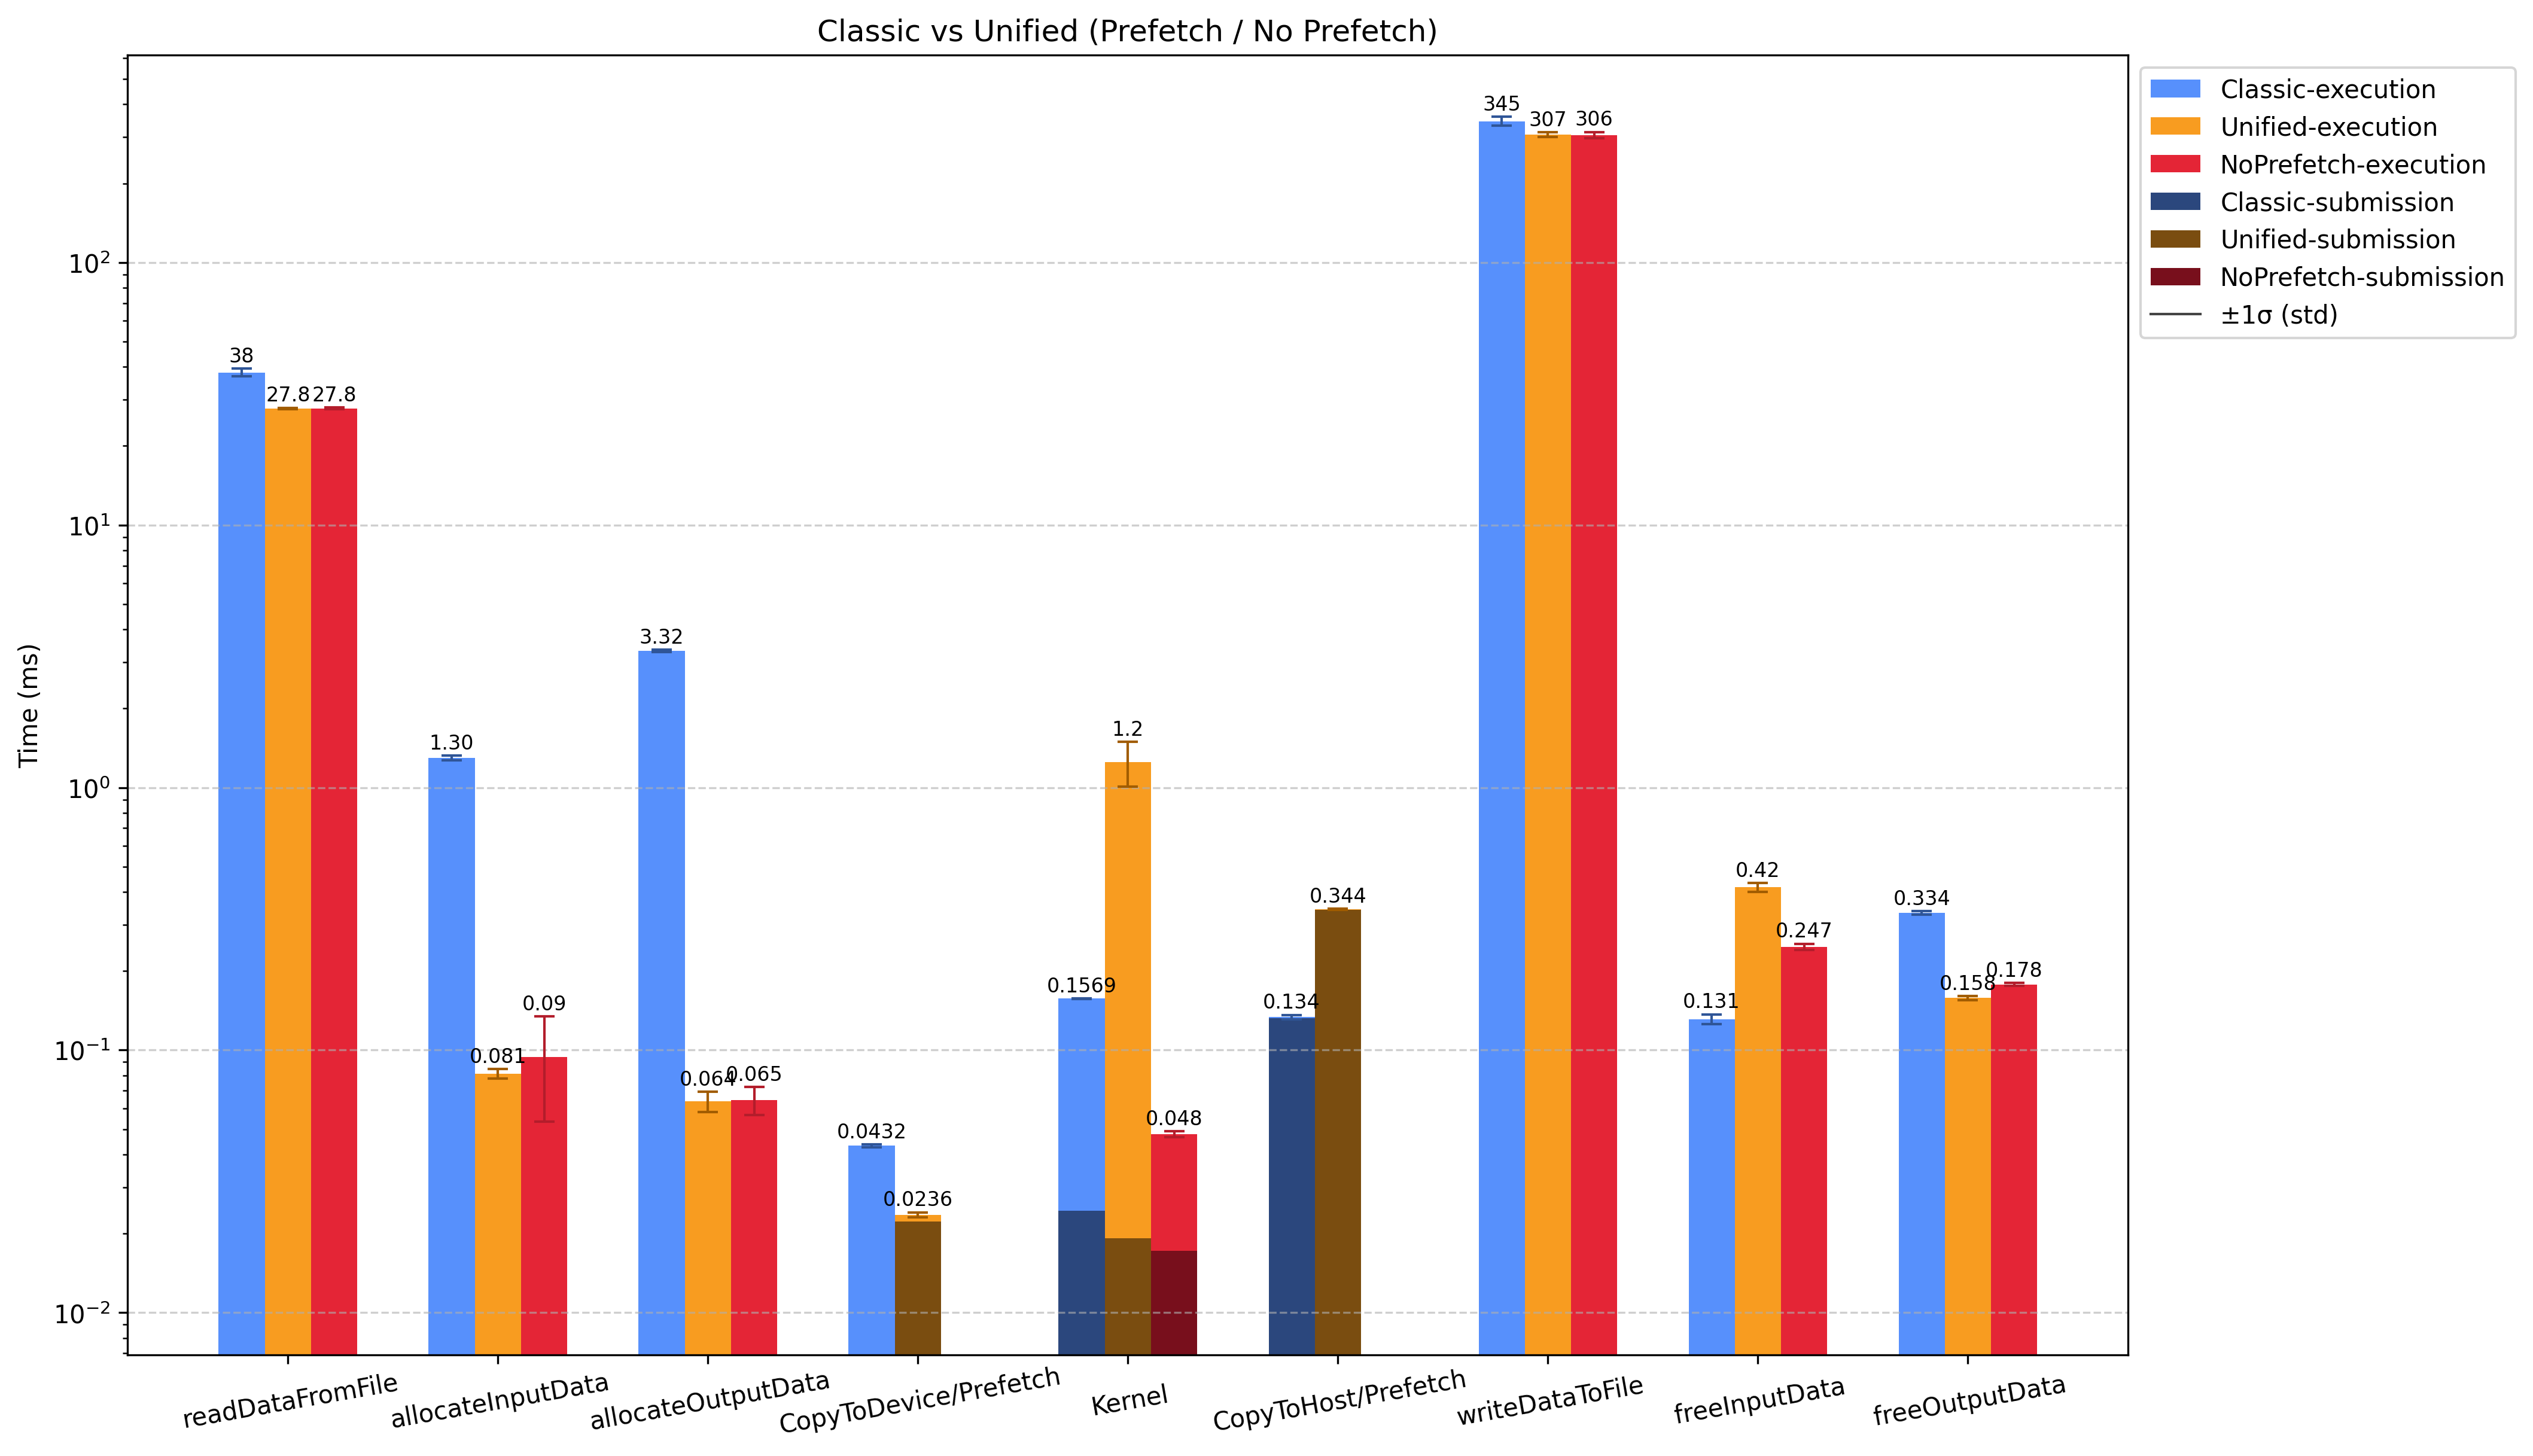 Classic vs Unified (Prefetch / No Prefetch)
Time (ms)
10²
10¹
10⁰
10⁻¹
10⁻²
38
27.8
27.8
1.30
0.081
0.09
3.32
0.064
0.065
0.0432
0.0236
0.1569
1.2
0.048
0.134
0.344
345
307
306
0.131
0.42
0.247
0.334
0.158
0.178
readDataFromFile
allocateInputData
allocateOutputData
CopyToDevice/Prefetch
Kernel
CopyToHost/Prefetch
writeDataToFile
freeInputData
freeOutputData
Classic-execution
Unified-execution
NoPrefetch-execution
Classic-submission
Unified-submission
NoPrefetch-submission
±1σ (std)